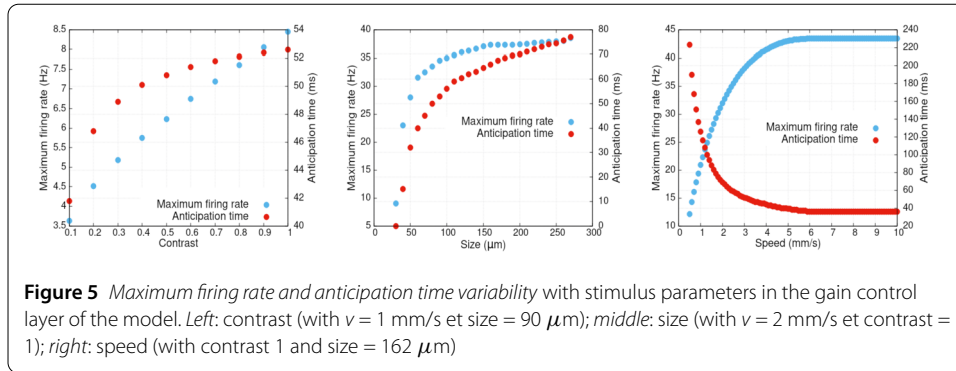 Maximum firing rate (Hz)
8.5
8
7.5
7
6.5
6
5.5
5
4.5
4
3.5
0.1 0.2 0.3 0.4 0.5 0.6 0.7 0.8 0.9 1
Contrast
Maximum firing rate
Anticipation time
54
52
50
48
46
44
42
40
Anticipation time (ms)
Maximum firing rate (Hz)
40
35
30
25
20
15
10
5
0 50 100 150 200 250 300
Size (μm)
Maximum firing rate
Anticipation time
80
70
60
50
40
30
20
10
0
Anticipation time (ms)
Maximum firing rate (Hz)
45
40
35
30
25
20
15
10
0 1 2 3 4 5 6 7 8 9 10
Speed (mm/s)
Maximum firing rate
Anticipation time
240
220
200
180
160
140
120
100
80
60
40
20
Anticipation time (ms)
Figure 5 Maximum firing rate and anticipation time variability with stimulus parameters in the gain control
layer of the model. Left: contrast (with v = 1 mm/s et size = 90 μm); middle: size (with v = 2 mm/s et contrast =
1); right: speed (with contrast 1 and size = 162 μm)